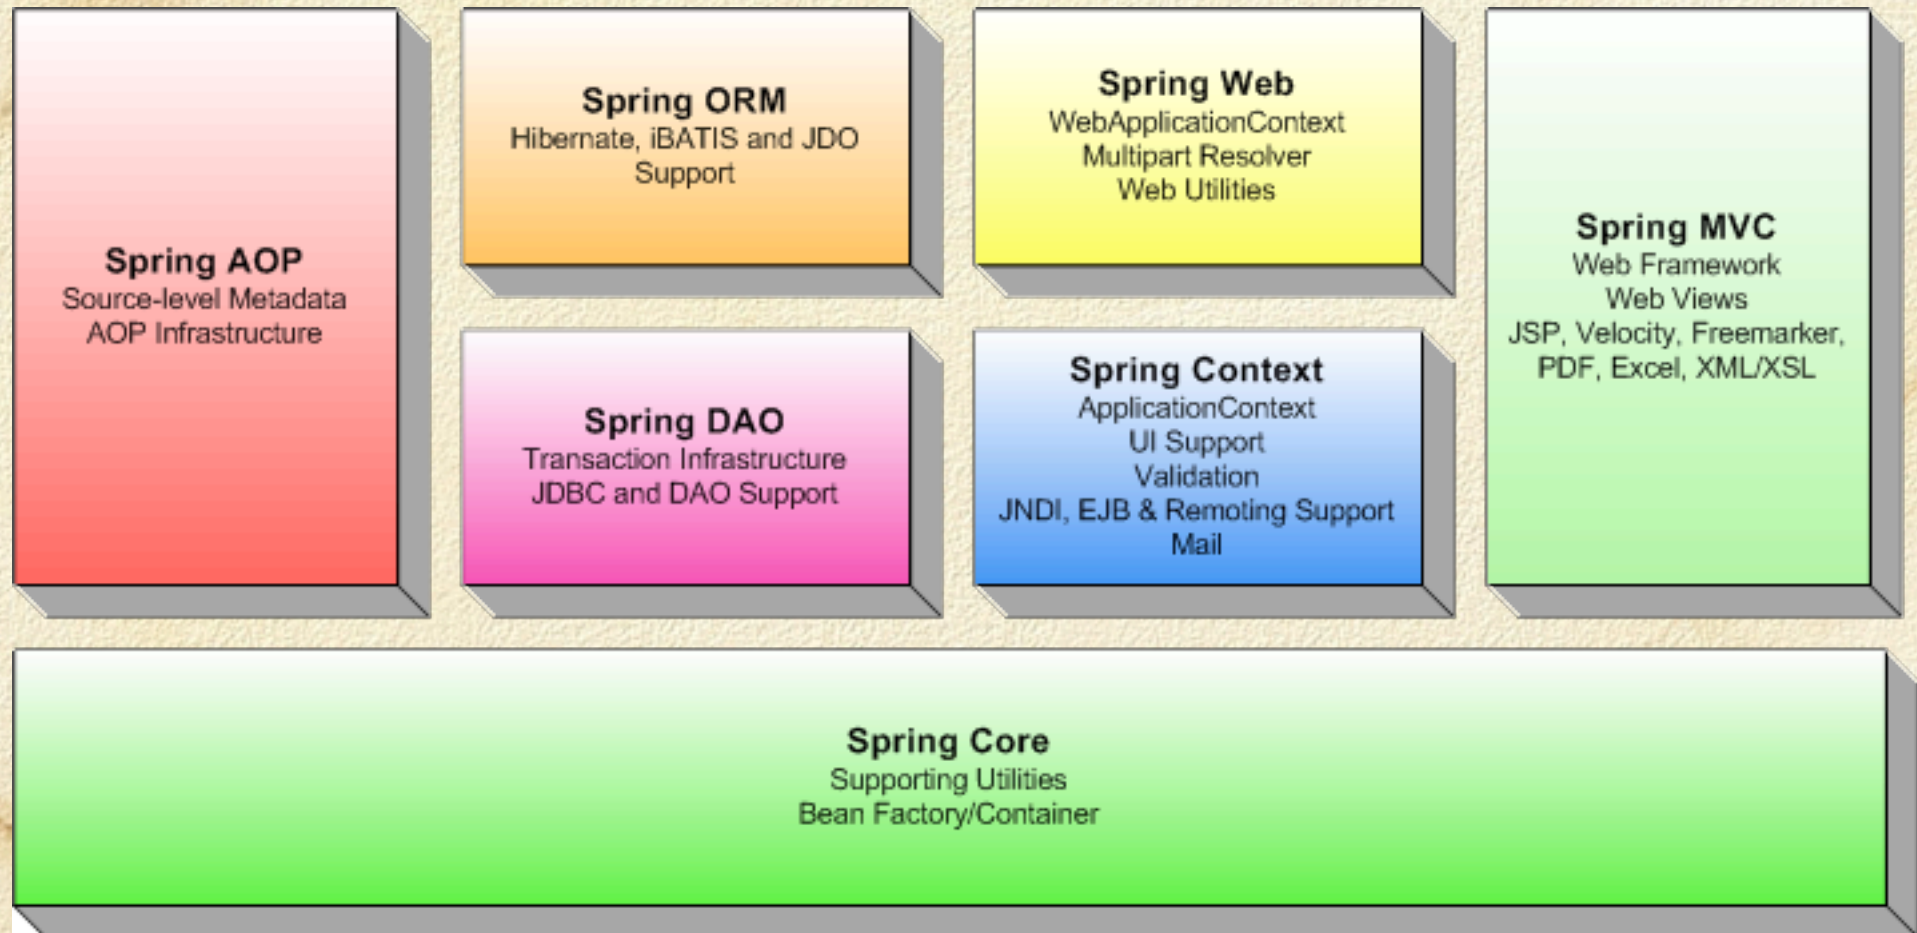 Spring AOP
Source-level Metadata
AOP Infrastructure
Spring ORM
Hibernate, iBATIS and JDO
Support
Spring DAO
Transaction Infrastructure
JDBC and DAO Support
Spring Web
WebApplicationContext
Multipart Resolver
Web Utilities
Spring Context
ApplicationContext
UI Support
Validation
JNDI, EJB & Remoting Support
Mail
Spring MVC
Web Framework
Web Views
JSP, Velocity, Freemarker,
PDF, Excel, XML/XSL
Spring Core
Supporting Utilities
Bean Factory/Container